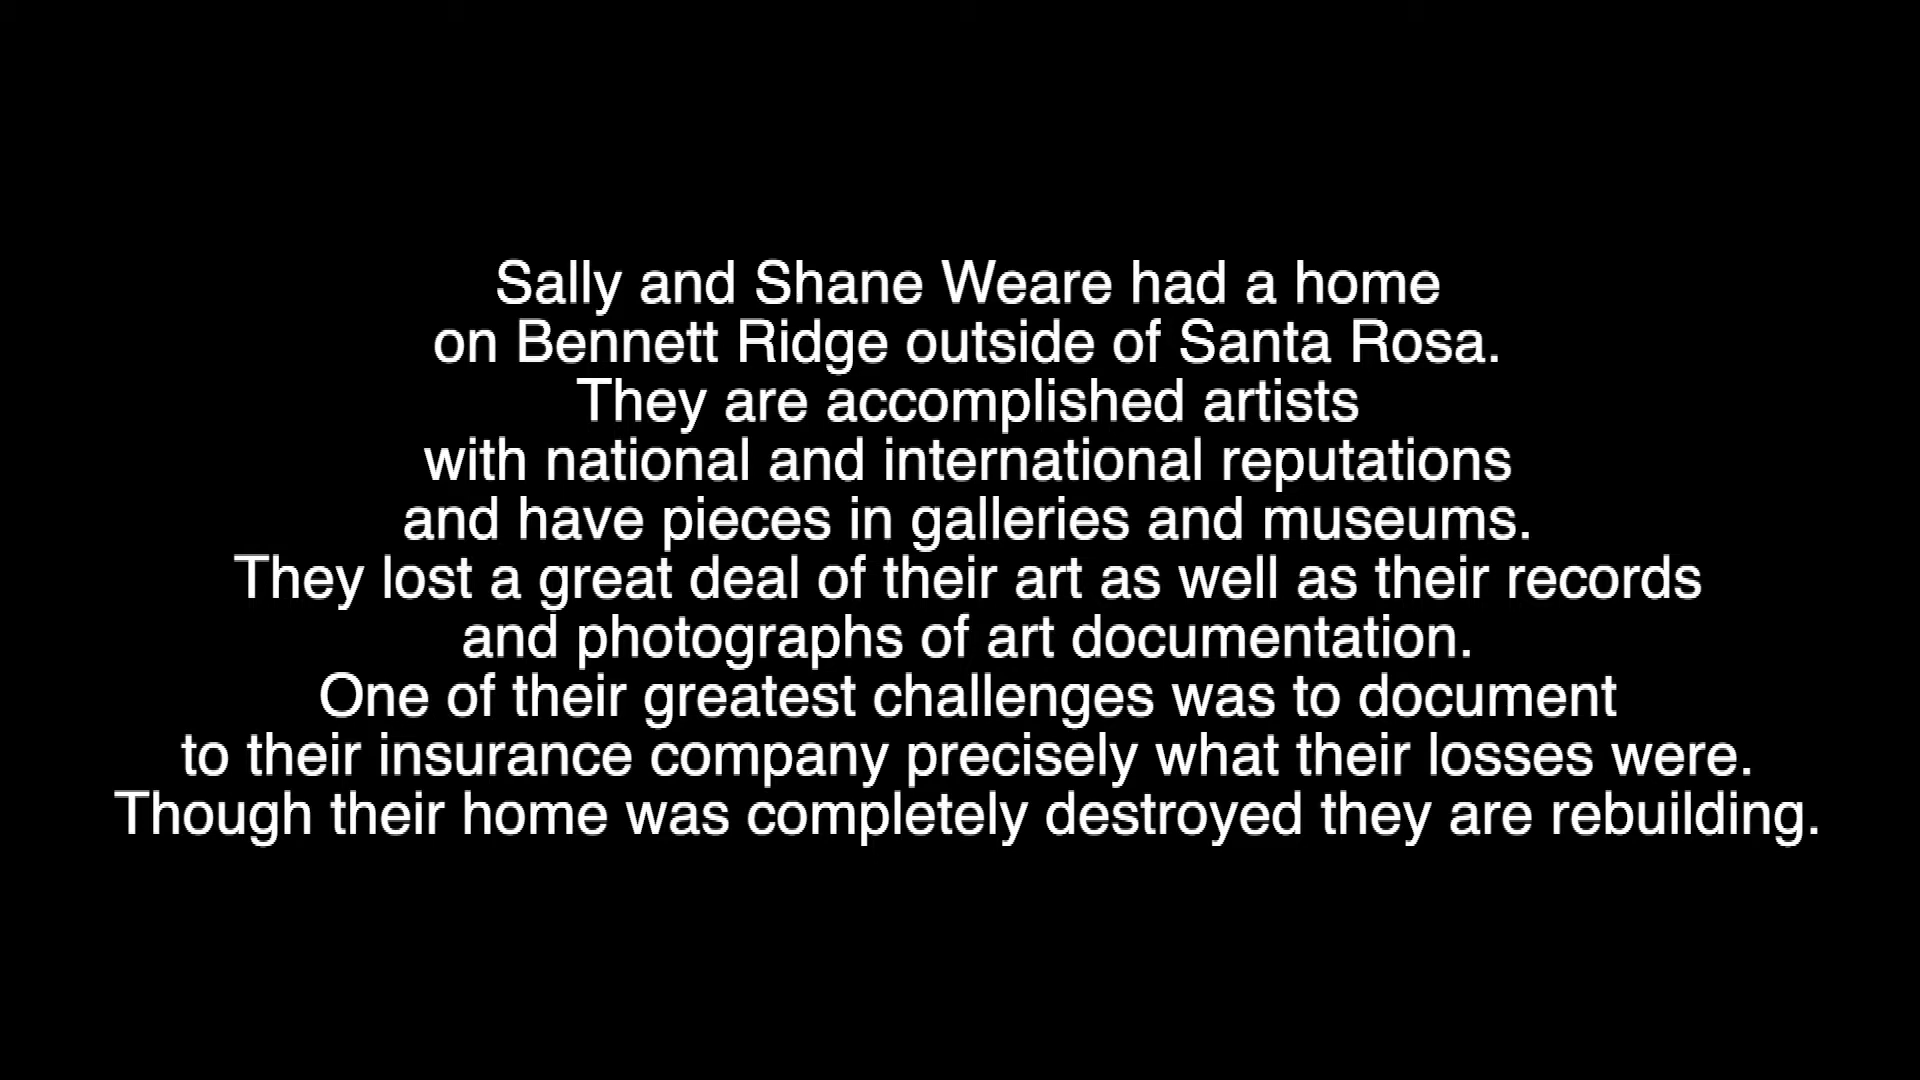 Sally and Shane Weare had a home
on Bennett Ridge outside of Santa Rosa.
They are accomplished artists
with national and international reputations
and have pieces in galleries and museums.
They lost a great deal of their art as well as their records
and photographs of art documentation.
One of their greatest challenges was to document
to their insurance company precisely what their losses were.
Though their home was completely destroyed they are rebuilding.